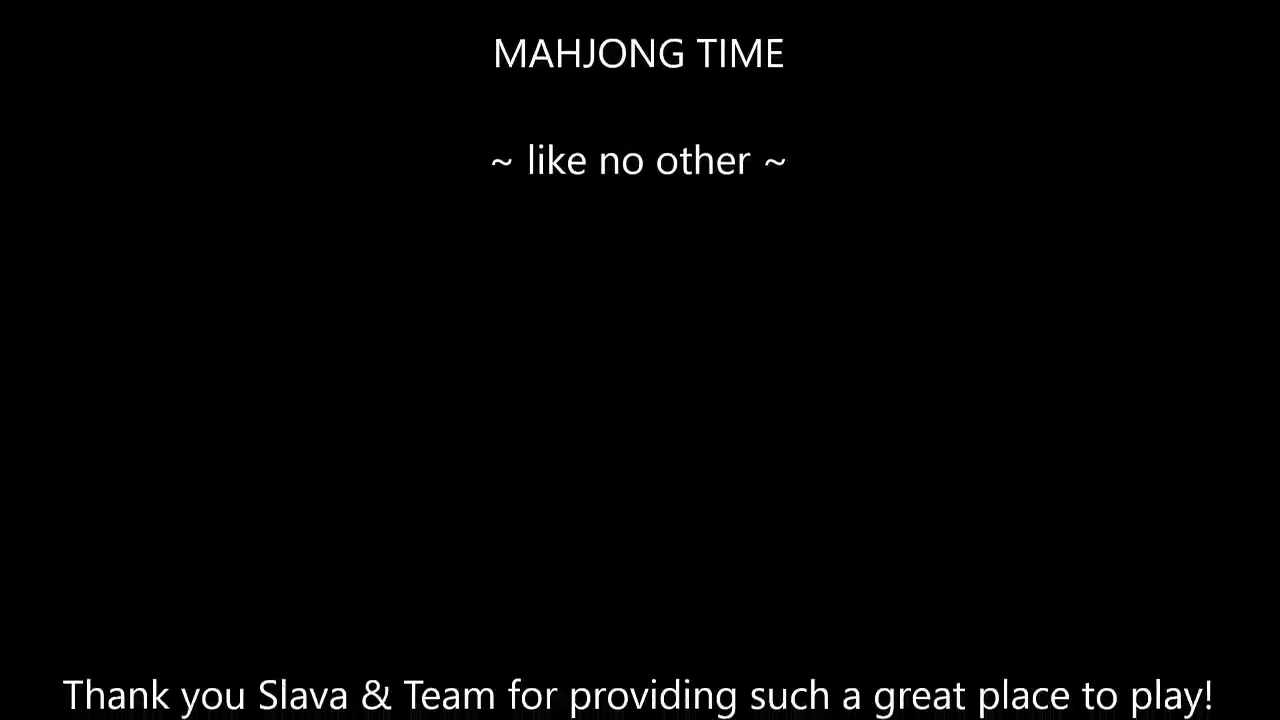 MAHJONG TIME
~ like no other ~
Thank you Slava & Team for providing such a great place to play!